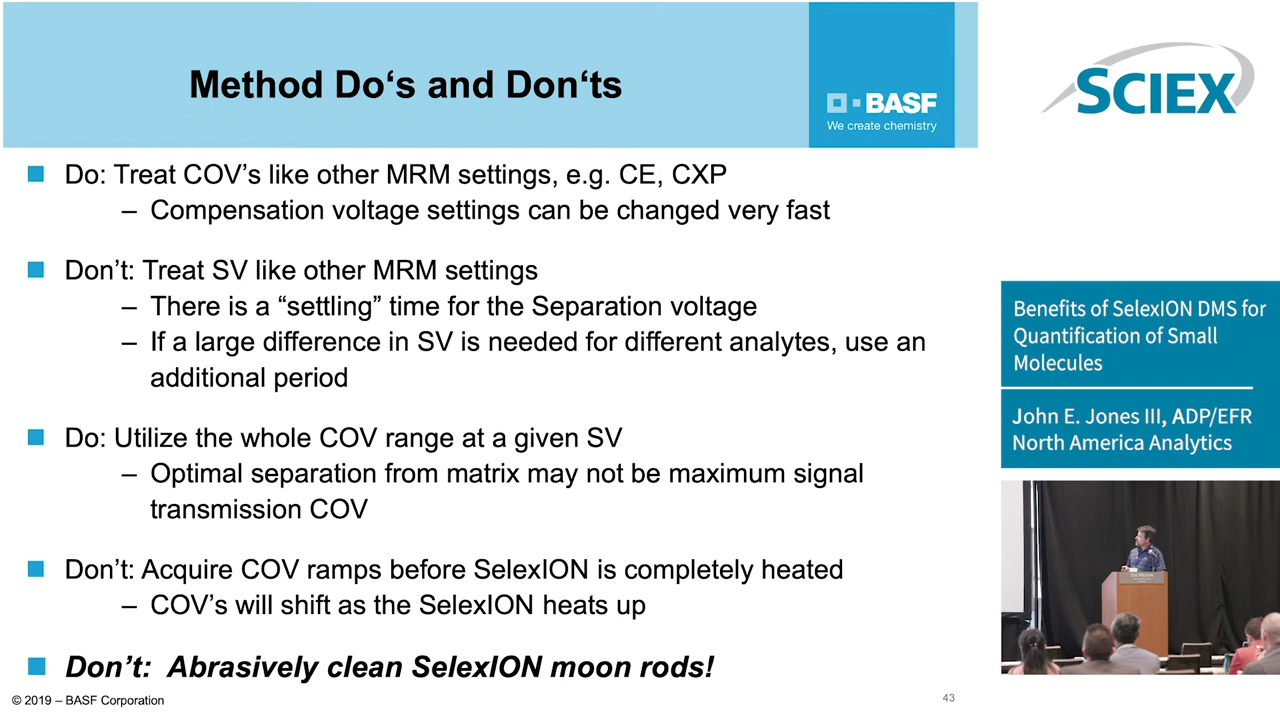 Method Do‘s and Don‘ts
BASF
We create chemistry
SCIEX
Do: Treat COV’s like other MRM settings, e.g. CE, CXP
– Compensation voltage settings can be changed very fast
Don’t: Treat SV like other MRM settings
– There is a “settling” time for the Separation voltage
– If a large difference in SV is needed for different analytes, use an
additional period
Do: Utilize the whole COV range at a given SV
– Optimal separation from matrix may not be maximum signal
transmission COV
Don’t: Acquire COV ramps before SelexION is completely heated
– COV’s will shift as the SelexION heats up
Don’t:  Abrasively clean SelexION moon rods!
© 2019 – BASF Corporation
43
Benefits of SelexION DMS for
Quantification of Small
Molecules
John E. Jones III, ADP/EFR
North America Analytics